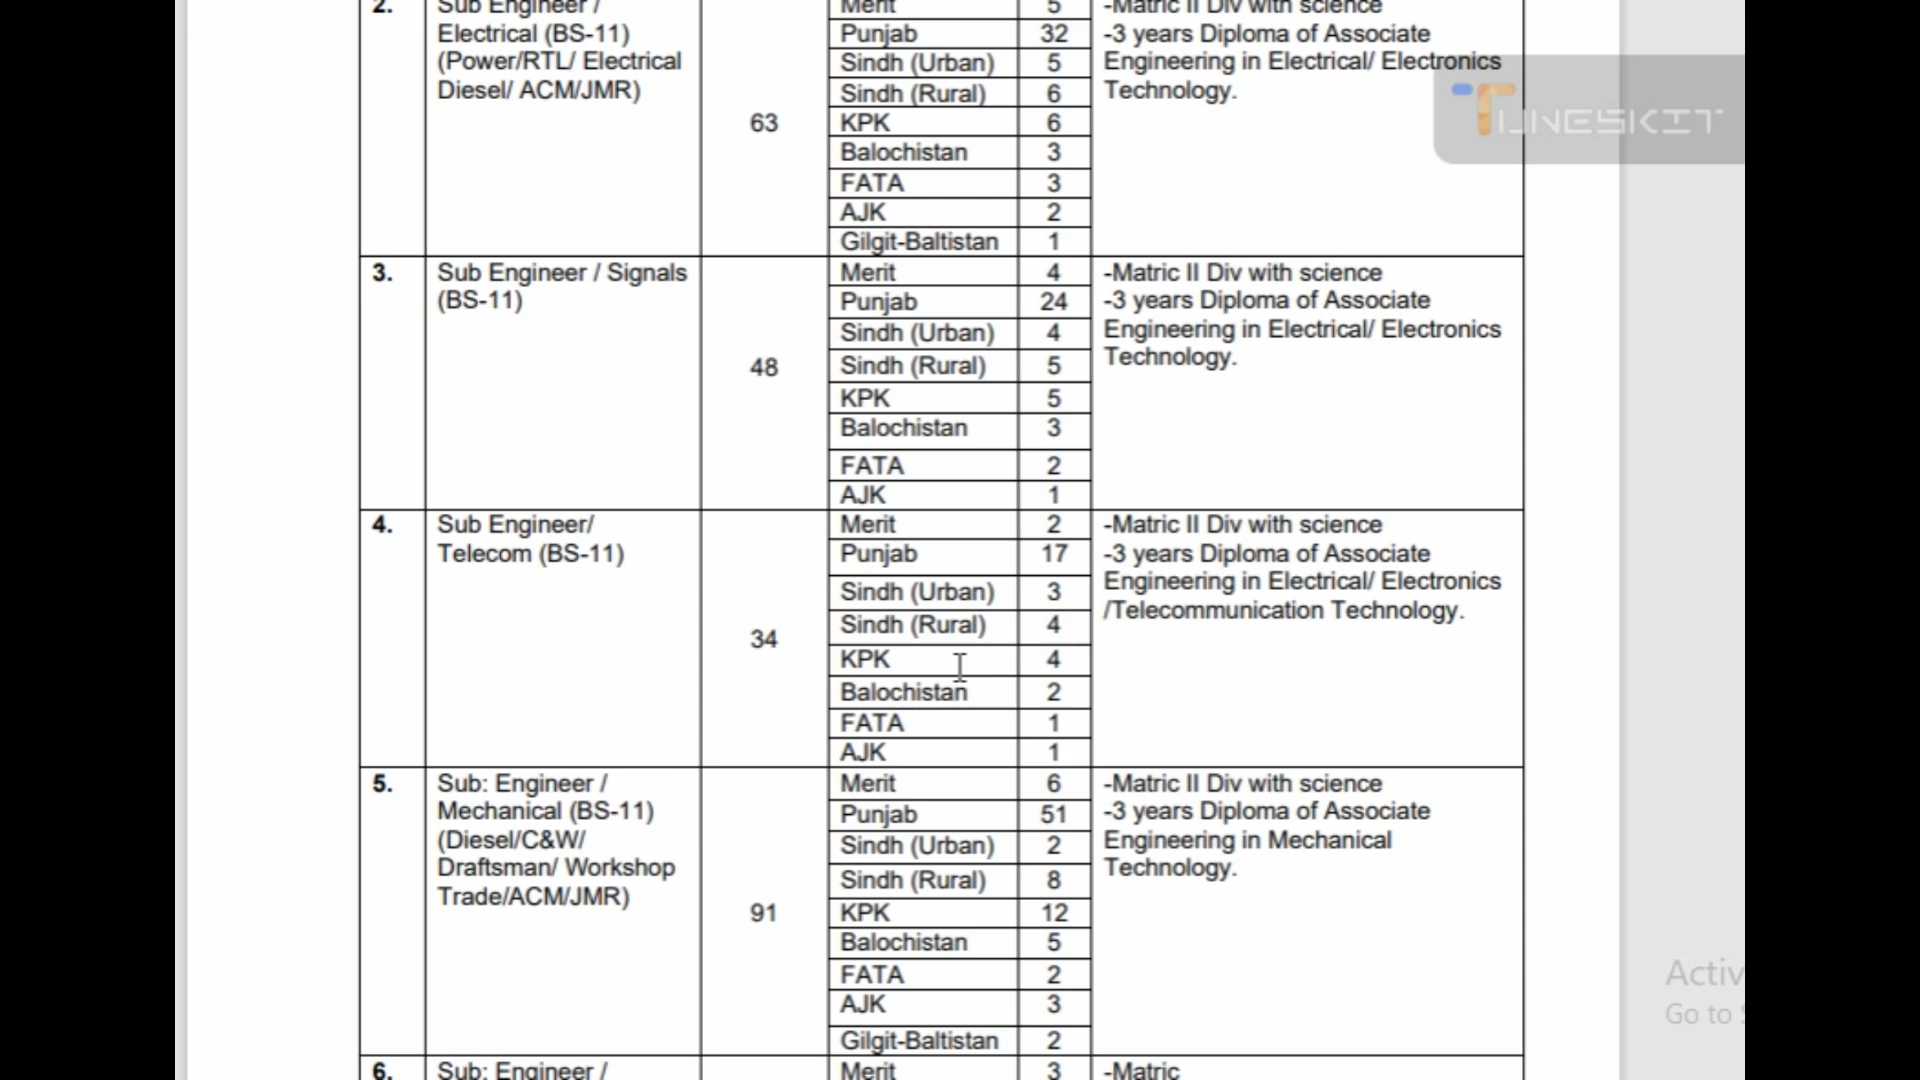 2. Sub Engineer / Merit 5 -Matric II Div with science
Electrical (BS-11) Punjab 32 -3 years Diploma of Associate
(Power/RTL/ Electrical Sindh (Urban) 5 Engineering in Electrical/ Electronics
Diesel/ ACM/JMR) Sindh (Rural) 6 Technology.
TUNESKIT
63 KPK 6
Balochistan 3
FATA 3
AJK 2
Gilgit-Baltistan 1
3. Sub Engineer / Signals Merit 4 -Matric II Div with science
(BS-11) Punjab 24 -3 years Diploma of Associate
Sindh (Urban) 4 Engineering in Electrical/ Electronics
48 Sindh (Rural) 5 Technology.
KPK 5
Balochistan 3
FATA 2
AJK 1
4. Sub Engineer/ Merit 2 -Matric II Div with science
Telecom (BS-11) Punjab 17 -3 years Diploma of Associate
Sindh (Urban) 3 Engineering in Electrical/ Electronics
Sindh (Rural) 4 /Telecommunication Technology.
34 KPK 4
Balochistan 2
FATA 1
AJK 1
5. Sub: Engineer / Merit 6 -Matric II Div with science
Mechanical (BS-11) Punjab 51 -3 years Diploma of Associate
(Diesel/C&W/ Sindh (Urban) 2 Engineering in Mechanical
Draftsman/ Workshop Sindh (Rural) 8 Technology.
Trade/ACM/JMR)
91 KPK 12
Balochistan 5
FATA 2
Activ
AJK 3
Go to S
Gilgit-Baltistan 2
6. Sub: Engineer / Merit 3 -Matric